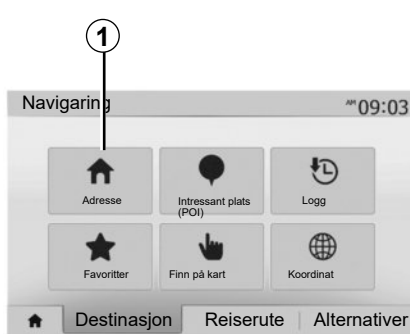 1
Navigaring
AM 09:03
Adresse
Intressant plats
(POI)
Logg
Favoritter
Finn på kart
Koordinat
Destinasjon
Reiserute
Alternativer